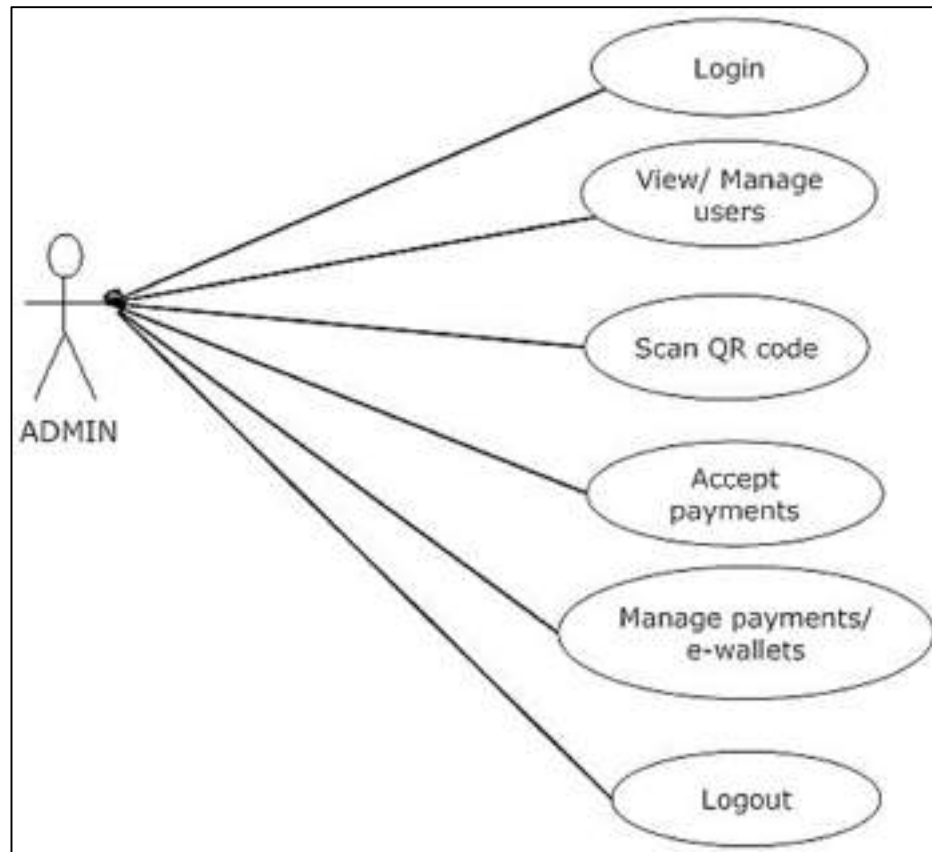 Login
View/ Manage
users
Scan QR code
ADMIN
Accept
payments
Manage payments/
e-wallets
Logout